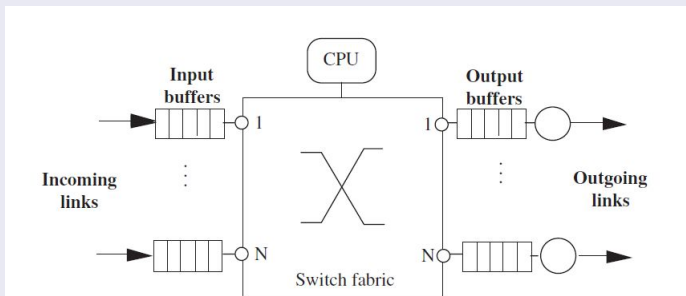 CPU
Input
buffers
Output
buffers
1
1
Incoming
links
Outgoing
links
N
N
Switch fabric